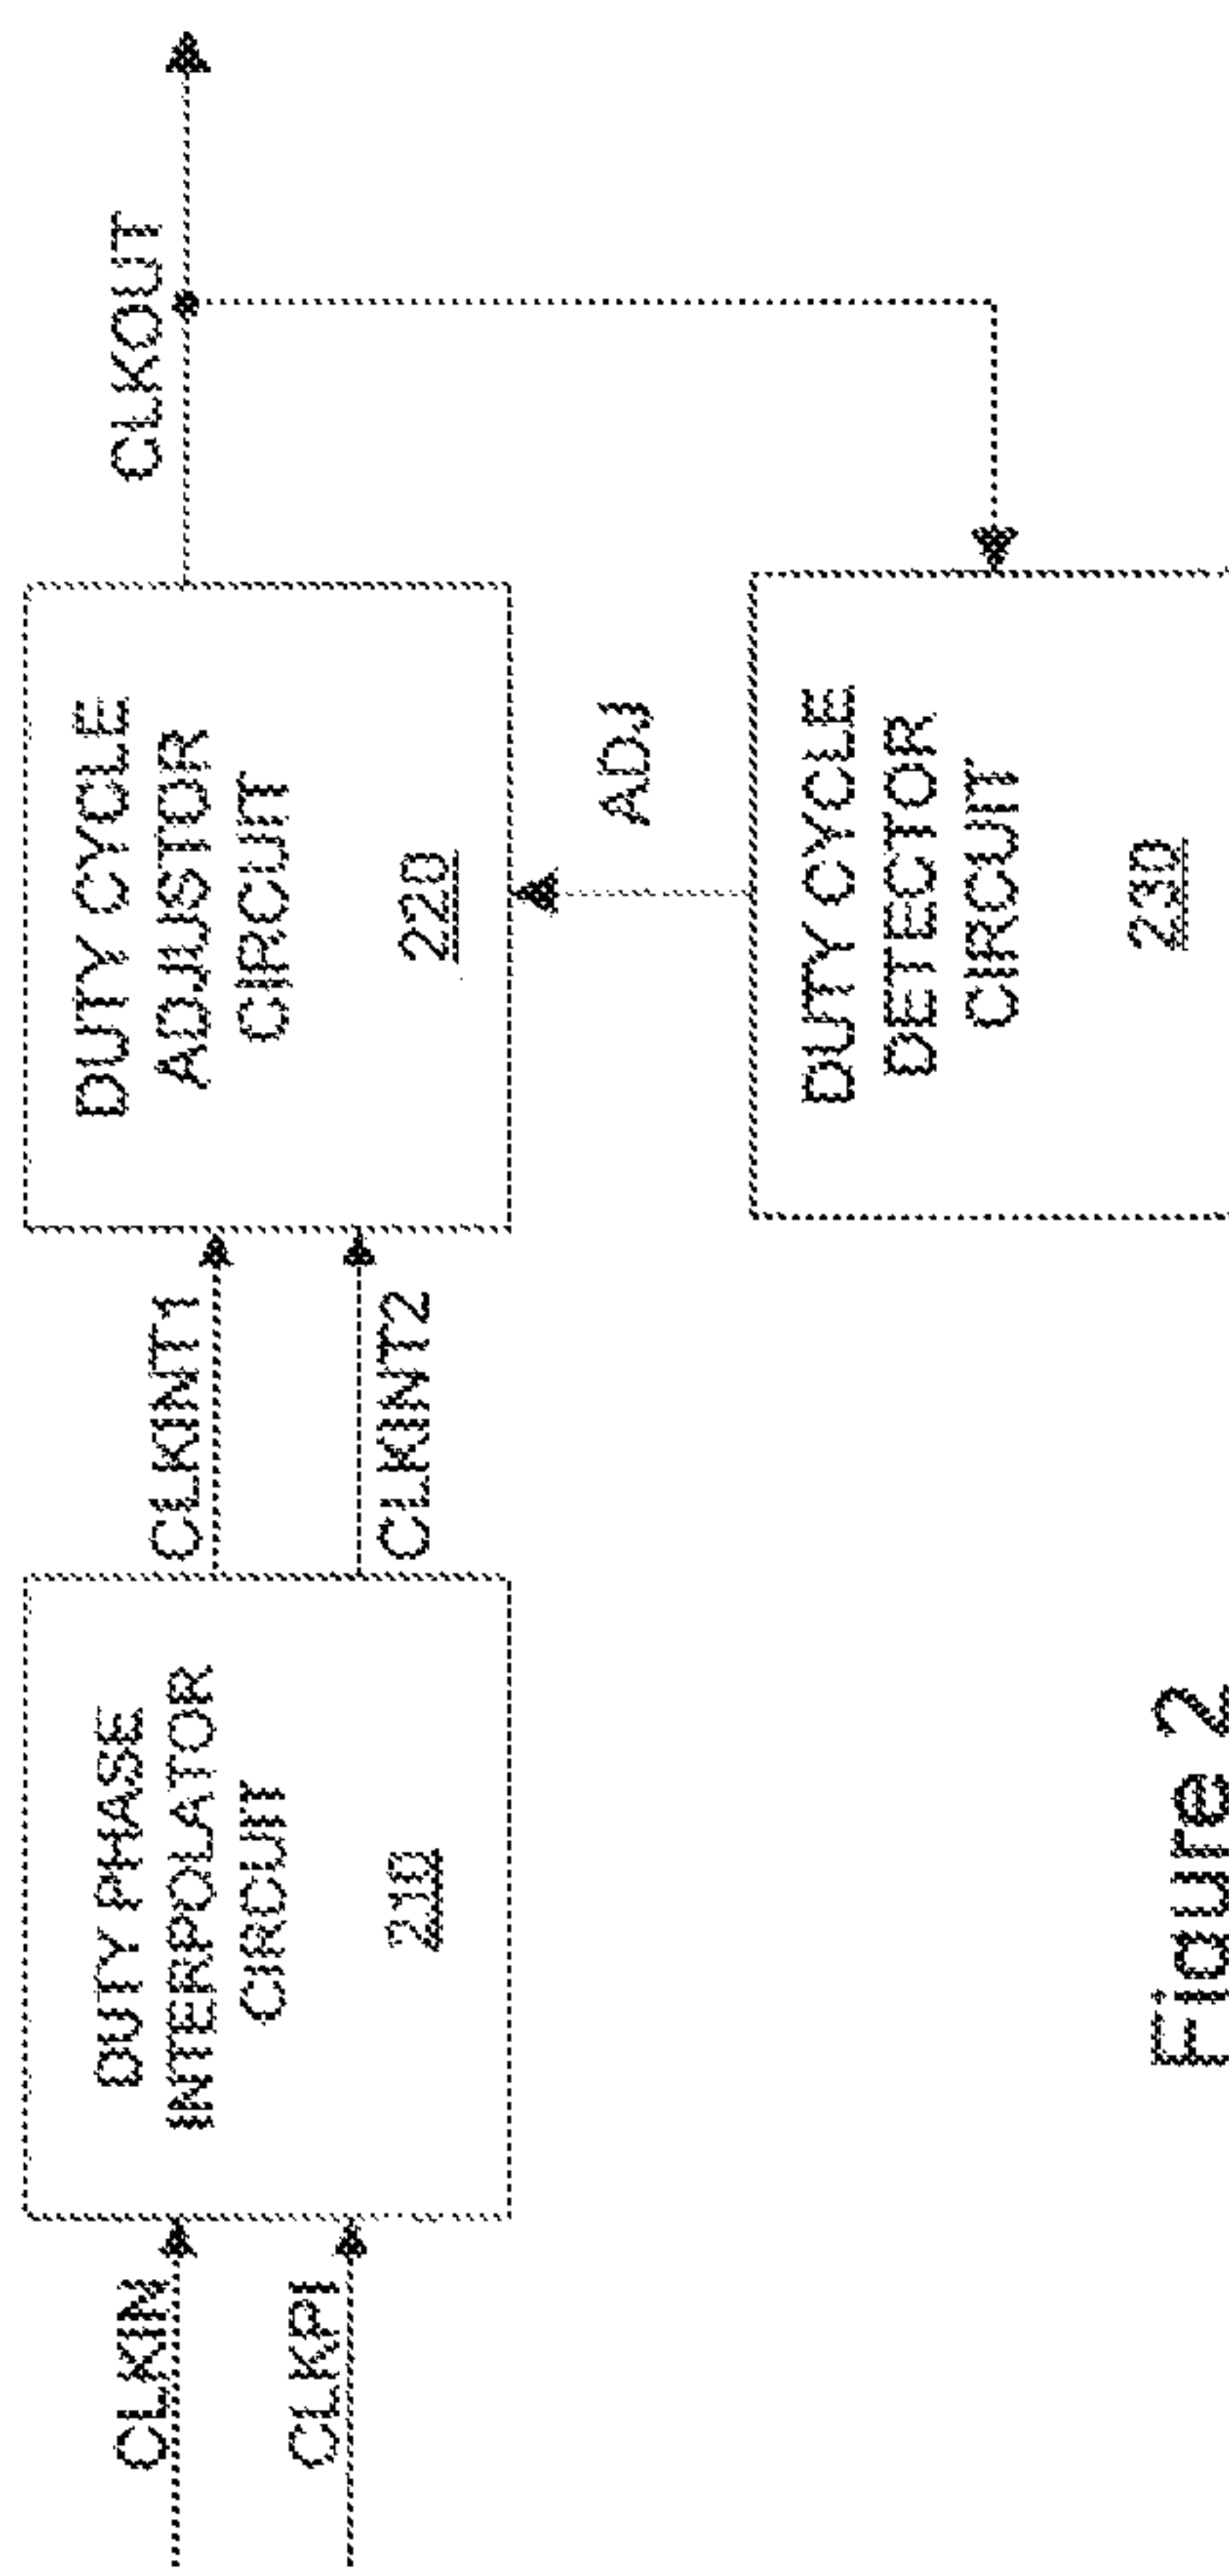 CLKIN
CLKPI
DUTY PHASE
INTERPOLATOR
CIRCUIT
210
CLKINT1
CLKINT2
DUTY CYCLE
ADJUSTOR
CIRCUIT
220
CLKOUT
ADJ
DUTY CYCLE
DETECTOR
CIRCUIT
230
Figure 2